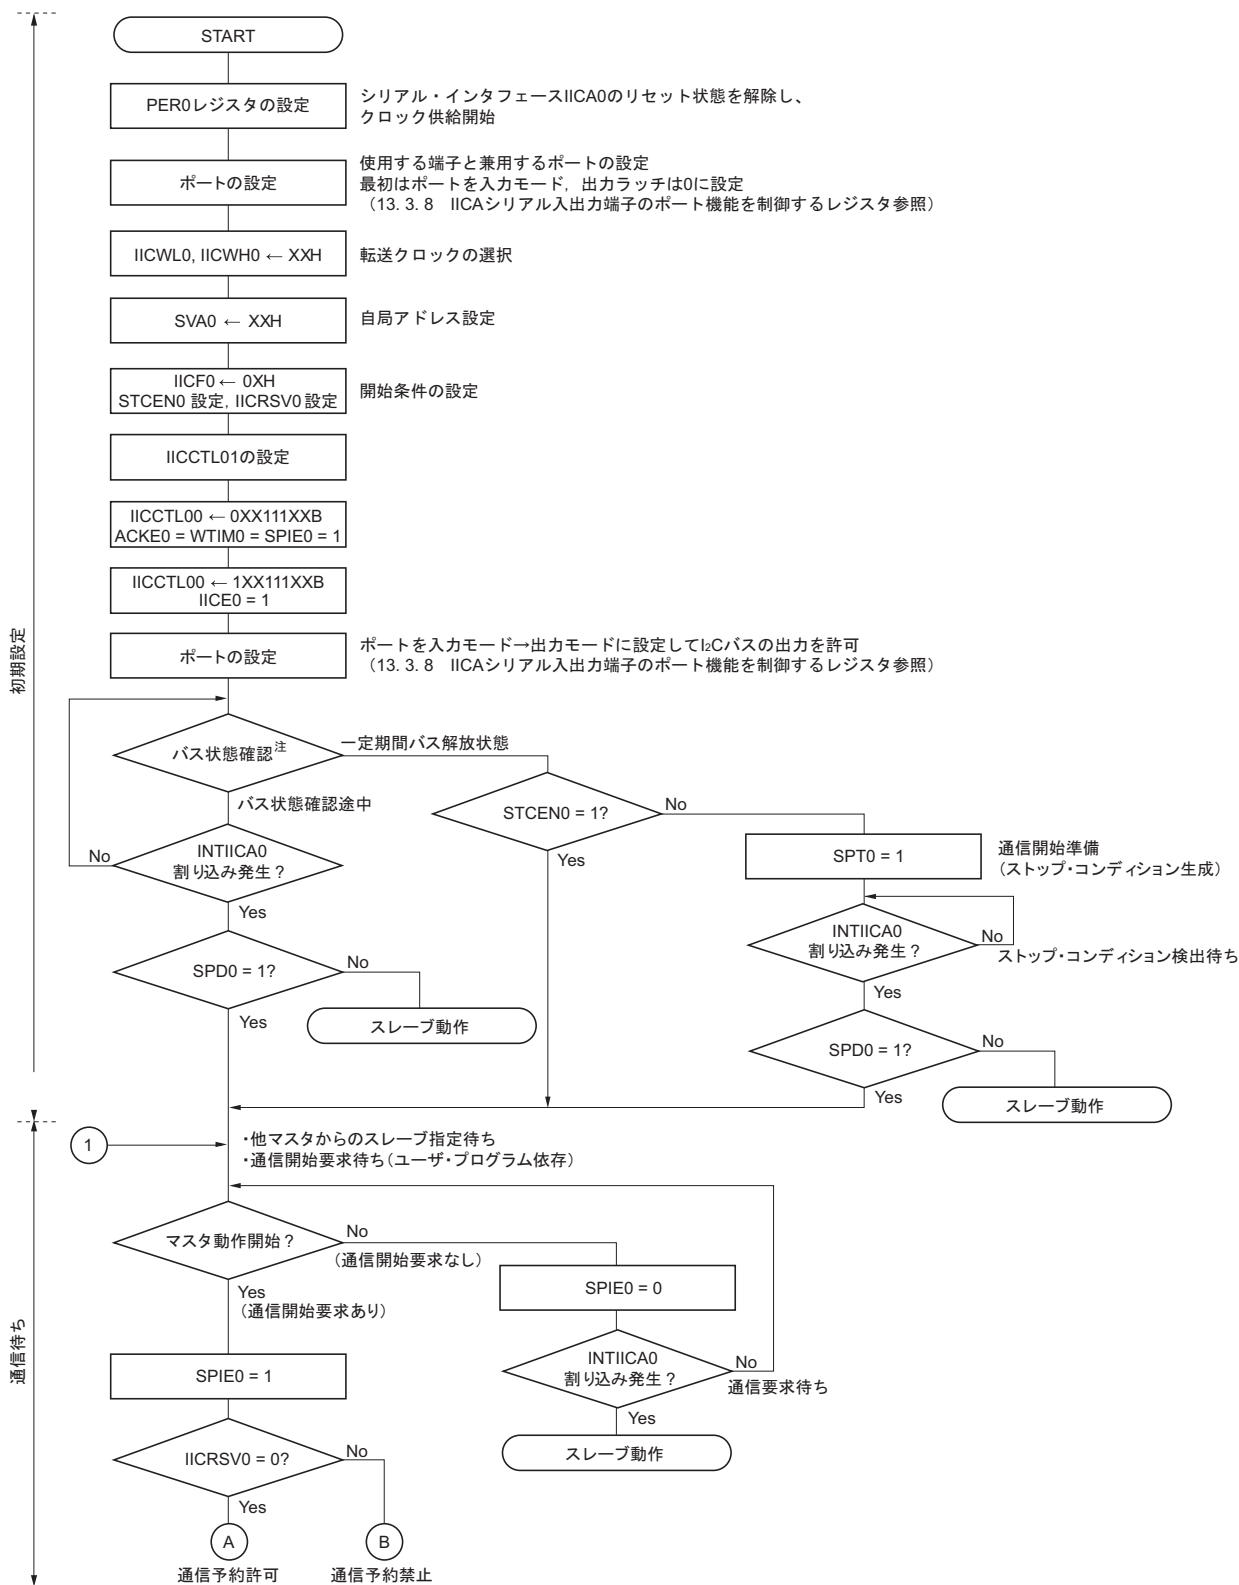 START
PER0レジスタの設定
シリアル・インタフェースIICA0のリセット状態を解除し、
クロック供給開始
ポートの設定
使用する端子と兼用するポートの設定
最初はポートを入力モード，出力ラッチは0に設定
（13. 3. 8　IICAシリアル入出力端子のポート機能を制御するレジスタ参照）
IICWL0, IICWH0 ← XXH
転送クロックの選択
SVA0 ← XXH
自局アドレス設定
IICF0 ← 0XH
STCEN0 設定, IICRSV0 設定
開始条件の設定
IICCTL01の設定
IICCTL00 ← 0XX111XXB
ACKE0 = WTIM0 = SPIE0 = 1
IICCTL00 ← 1XX111XXB
IICE0 = 1
ポートの設定
ポートを入力モード→出力モードに設定してI2Cバスの出力を許可
（13. 3. 8　IICAシリアル入出力端子のポート機能を制御するレジスタ参照）
初期設定
バス状態確認注
一定期間バス解放状態
バス状態確認途中
STCEN0 = 1?
No
Yes
INTIICA0
割り込み発生？
No
Yes
SPT0 = 1
通信開始準備
（ストップ・コンディション生成）
INTIICA0
割り込み発生？
No
ストップ・コンディション検出待ち
Yes
SPD0 = 1?
No
Yes
スレーブ動作
SPD0 = 1?
No
Yes
スレーブ動作
1
・他マスタからのスレーブ指定待ち
・通信開始要求待ち（ユーザ・プログラム依存）
マスタ動作開始？
No
（通信開始要求なし）
Yes
（通信開始要求あり）
SPIE0 = 0
INTIICA0
割り込み発生？
No
通信要求待ち
Yes
スレーブ動作
通信待ち
SPIE0 = 1
IICRSV0 = 0?
No
Yes
A
B
通信予約許可
通信予約禁止